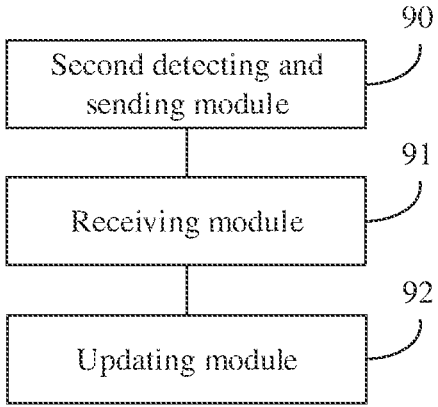 90
Second detecting and
sending module
91
Receiving module
92
Updating module